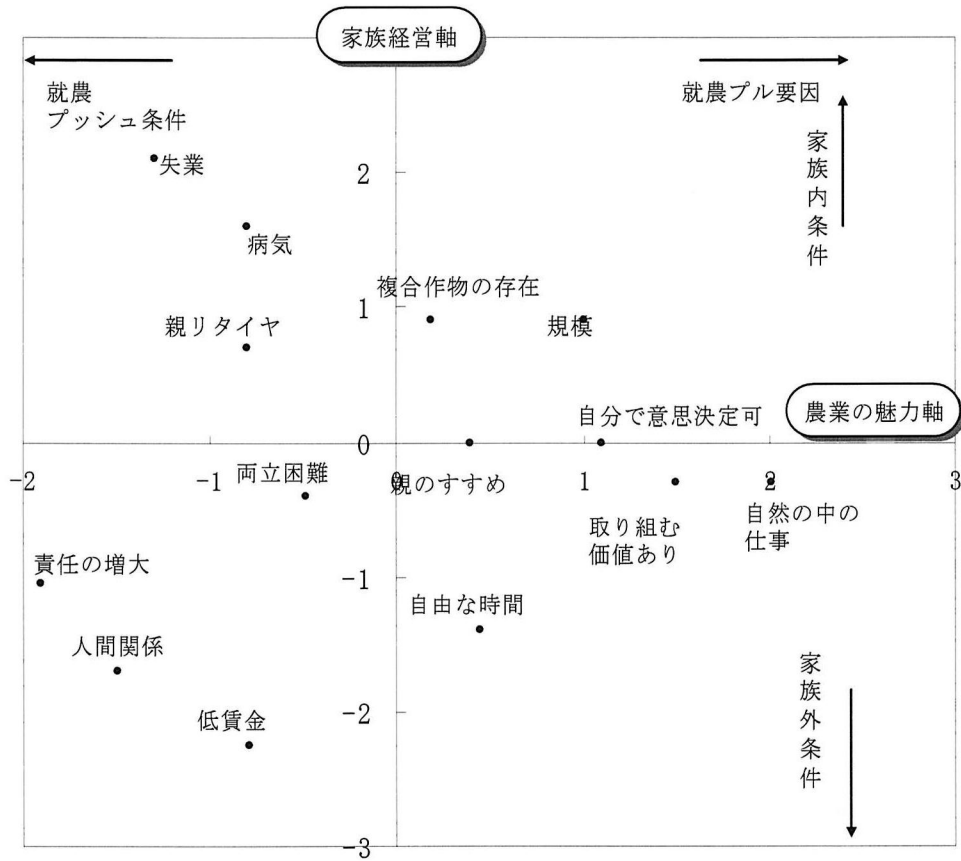 家族経営軸
就農
プッシュ条件
就農プル要因
家族内条件
失業
2
病気
複合作物の存在
1
規模
親リタイヤ
農業の魅力軸
自分で意思決定可
0
両立困難
-2
-1
0
親のすすめ
1
2
3
取り組む
価値あり
自然の中の
仕事
責任の増大
-1
自由な時間
人間関係
家族外条件
低賃金
-2
-3